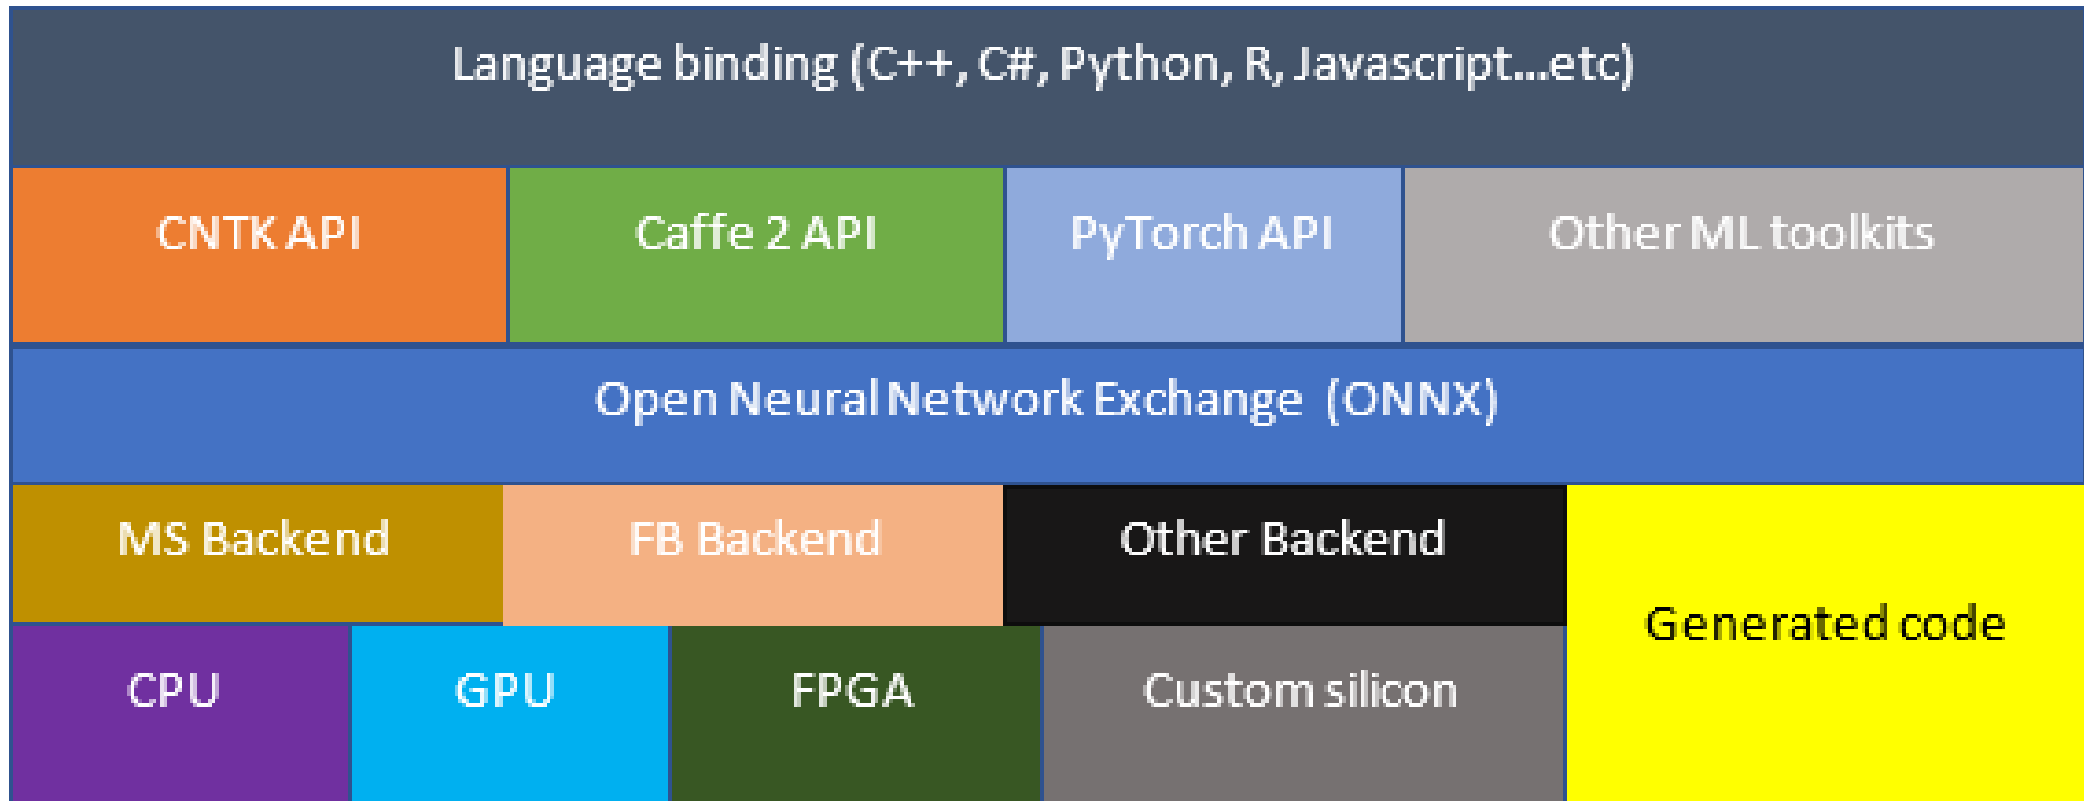 Language binding (C++, C#, Python, R, Javascript...etc)
CNTK API
Caffe 2 API
PyTorch API
Other ML toolkits
Open Neural Network Exchange (ONNX)
MS Backend
FB Backend
Other Backend
Generated code
CPU
GPU
FPGA
Custom silicon